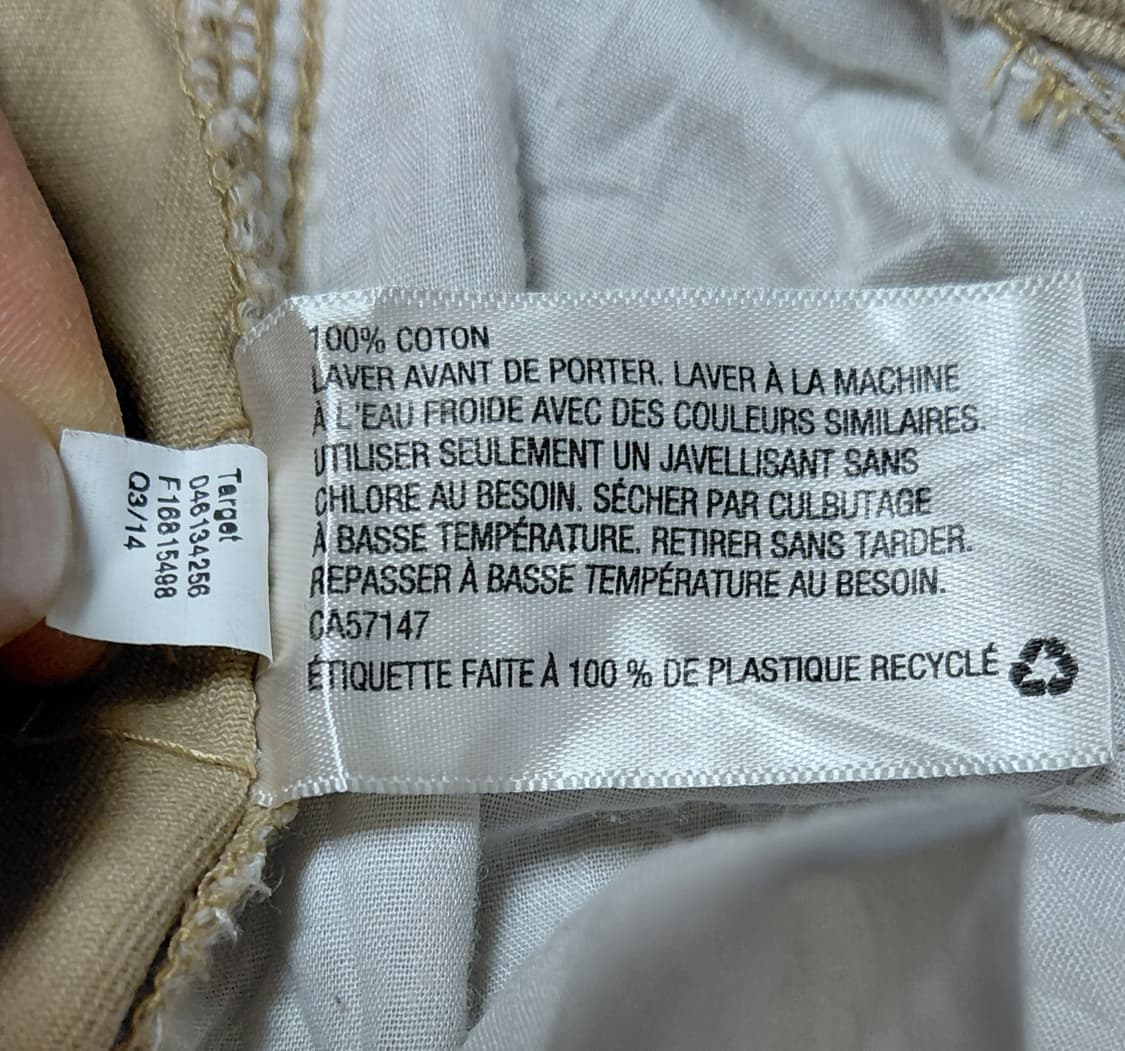 100% COTON
LAVER AVANT DE PORTER. LAVER À LA MACHINE
À L'EAU FROIDE AVEC DES COULEURS SIMILAIRES.
UTILISER SEULEMENT UN JAVELLISANT SANS
CHLORE AU BESOIN. SÉCHER PAR CULBUTAGE
À BASSE TEMPÉRATURE. RETIRER SANS TARDER.
REPASSER À BASSE TEMPÉRATURE AU BESOIN.
CA57147
ÉTIQUETTE FAITE À 100 % DE PLASTIQUE RECYCLÉ
Target
046134256
F16815498
Q3/14